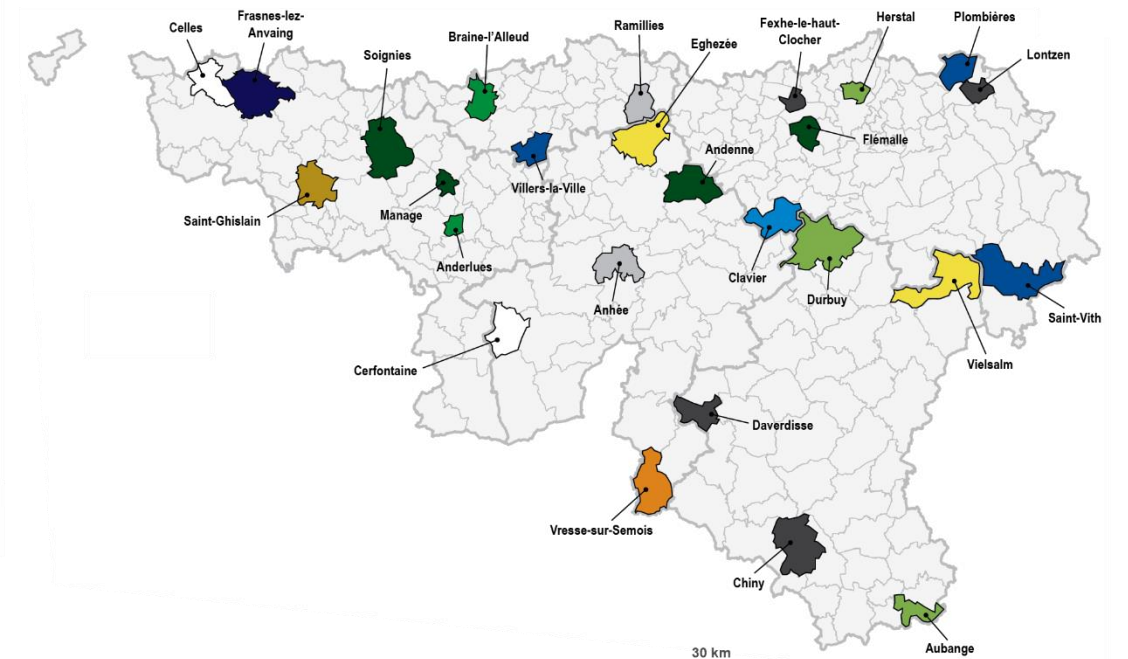 Celles
Frasnes-lez-
Anvaing
Soignies
Braine-l'Alleud
Ramillies
Eghezée
Fexhe-le-haut-
Clocher
Herstal
Plombières
Lontzen
Flémalle
Andenne
Villers-la-Ville
Manage
Saint-Ghislain
Anderlues
Anhée
Clavier
Durbuy
Saint-Vith
Vielsalm
Cerfontaine
Daverdisse
Vresse-sur-Semois
Chiny
Aubange
30 km